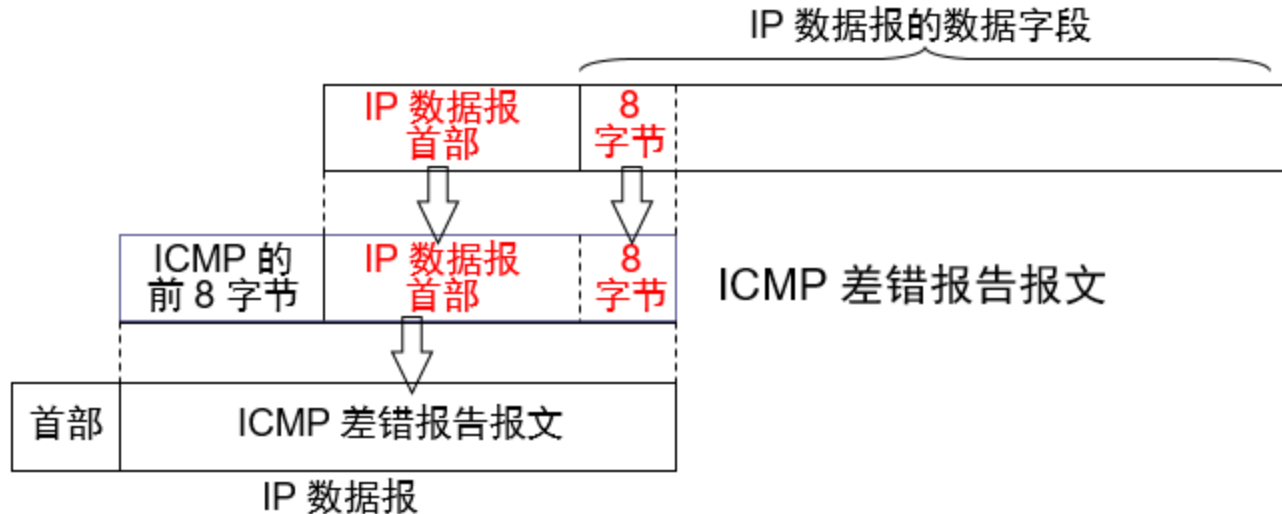 IP 数据报的数据字段
IP 数据报
首部
8
字节
ICMP 的
前 8 字节
IP 数据报
首部
8
字节
ICMP 差错报告报文
首部
ICMP 差错报告报文
IP 数据报